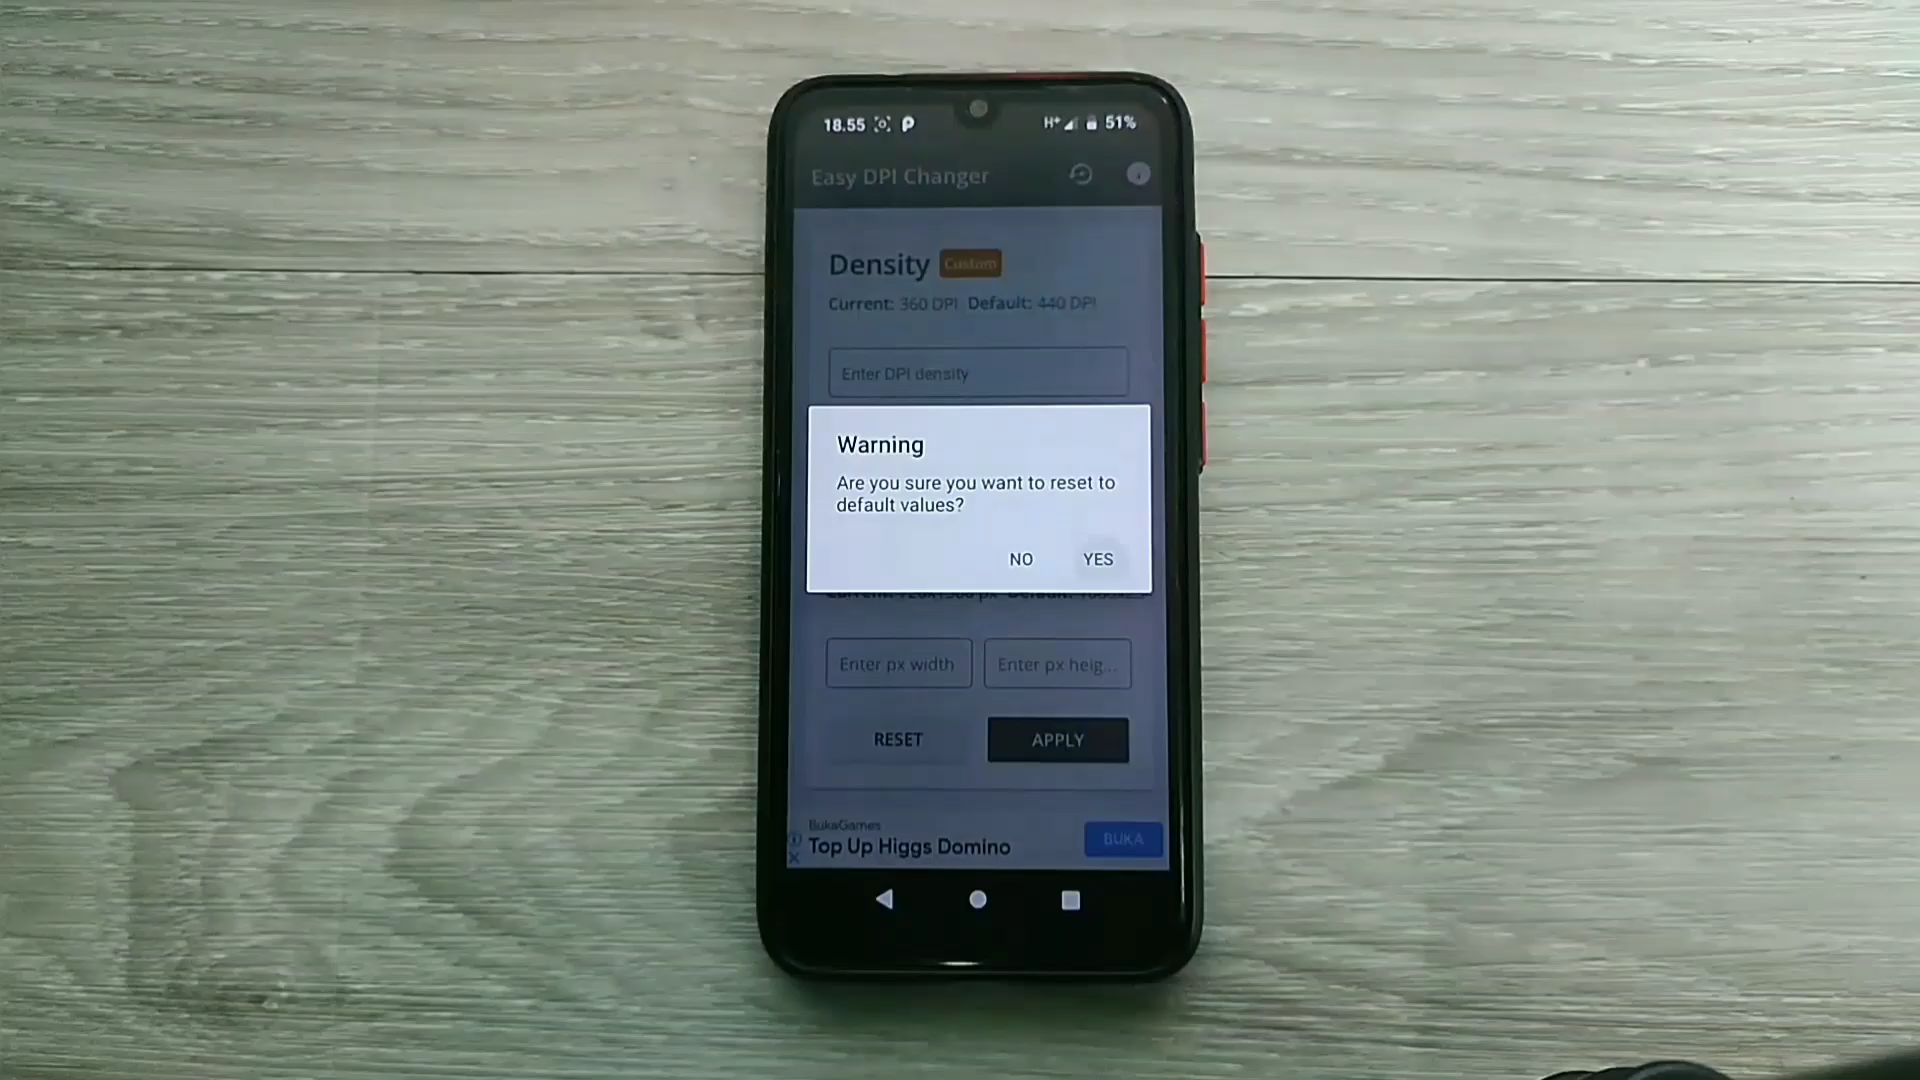 18.55 H+ 51%
Easy DPI Changer
Density Custom
Current: 360 DPI Default: 440 DPI
Enter DPI density
Warning
Are you sure you want to reset to
default values?
NO YES
Enter px width Enter px heig...
RESET APPLY
BukaGames
Top Up Higgs Domino
BUKA